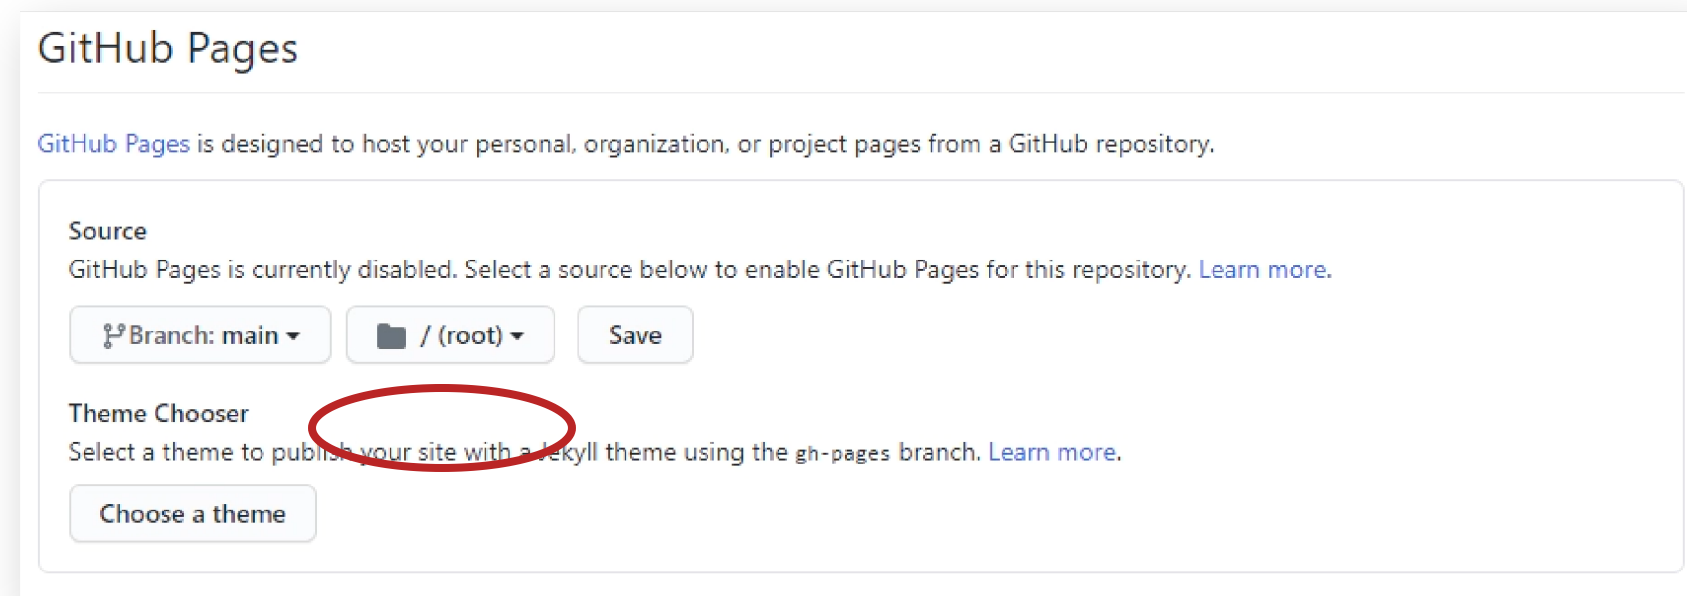 GitHub Pages
GitHub Pages is designed to host your personal, organization, or project pages from a GitHub repository.
Source
GitHub Pages is currently disabled. Select a source below to enable GitHub Pages for this repository. Learn more.
Branch: main / (root) Save
Theme Chooser
Select a theme to publish your site with a Jekyll theme using the gh-pages branch. Learn more.
Choose a theme